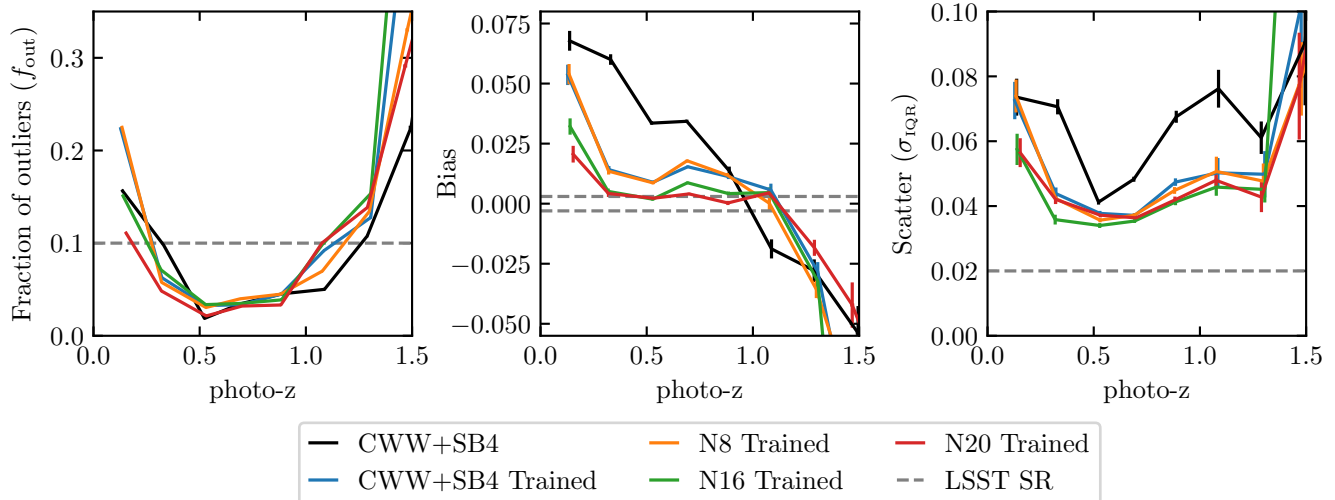 Fraction of outliers (f_out)
0.3
0.2
0.1
0.0
0.0 0.5 1.0 1.5
photo-z
Bias
0.075
0.050
0.025
0.000
−0.025
−0.050
0.0 0.5 1.0 1.5
photo-z
Scatter (σ_IQR)
0.10
0.08
0.06
0.04
0.02
0.00
0.0 0.5 1.0 1.5
photo-z
CWW+SB4 N8 Trained N20 Trained
CWW+SB4 Trained N16 Trained LSST SR